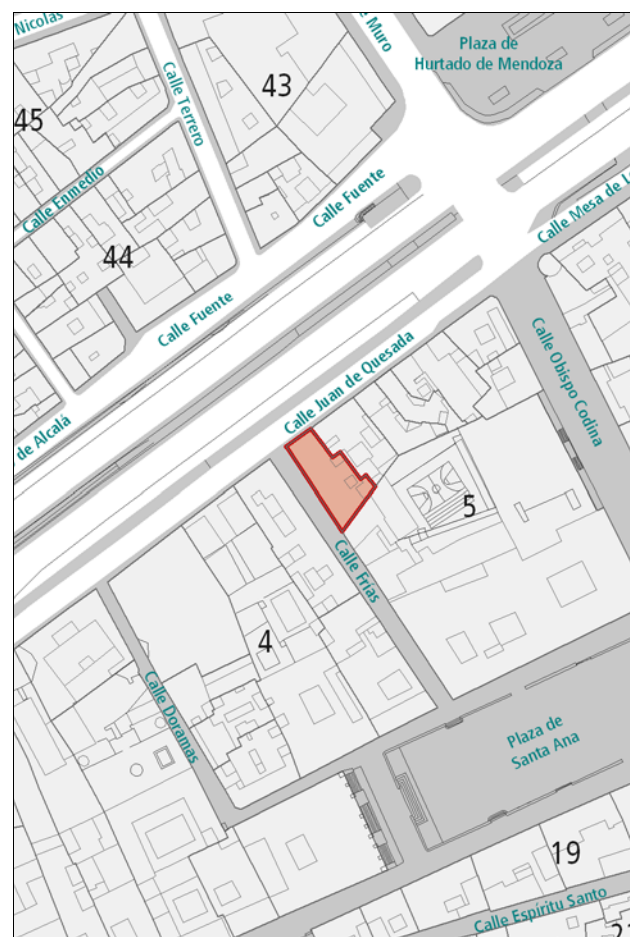 Nicolas
e Muro
Plaza de
Hurtado de Mendoza
43
Calle Terrero
45
Calle Enmedio
Calle Fuente
Calle Mesa de L
44
Calle Fuente
Calle Juan de Quesada
Calle Obispo Codina
o de Alcalá
5
Calle Frías
4
Calle Doramas
Plaza de
Santa Ana
19
Calle Espíritu Santo